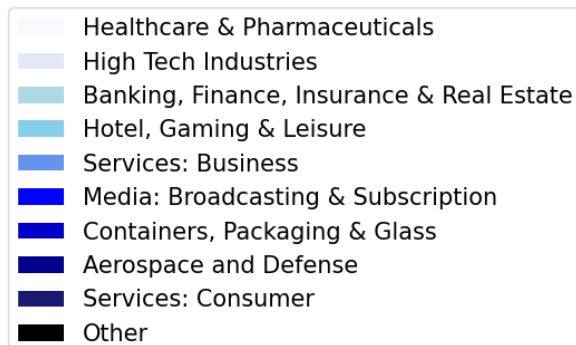 Healthcare & Pharmaceuticals
High Tech Industries
Banking, Finance, Insurance & Real Estate
Hotel, Gaming & Leisure
Services: Business
Media: Broadcasting & Subscription
Containers, Packaging & Glass
Aerospace and Defense
Services: Consumer
Other